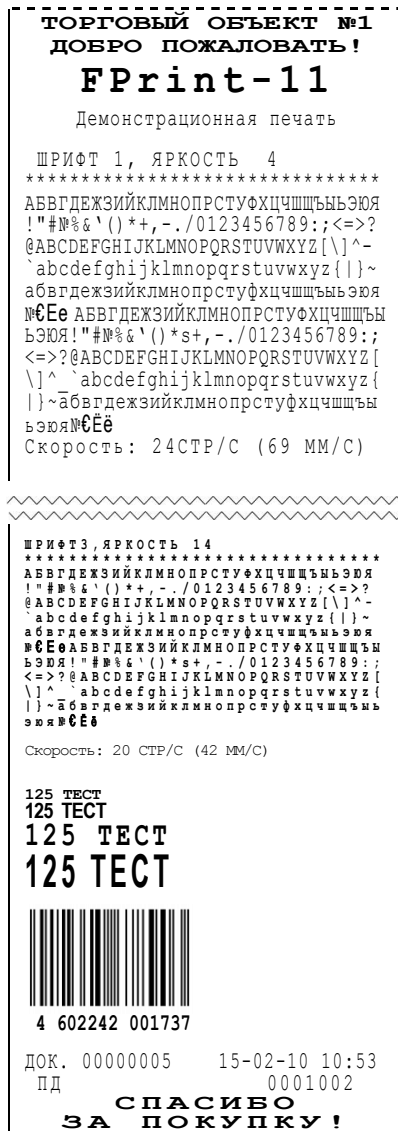 ТОРГОВЫЙ ОБЪЕКТ №1
ДОБРО ПОЖАЛОВАТЬ!
FPrint-11
Демонстрационная печать
ШРИФТ 1, ЯРКОСТЬ 4
********************************
АБВГДЕЖЗИЙКЛМНОПРСТУФХЦЧШЩЪЫЬЭЮЯ
!"#№%&`()*+,-./0123456789:;<=>?
@ABCDEFGHIJKLMNOPQRSTUVWXYZ[\]^-
`abcdefghijklmnopqrstuvwxyz{|}~
абвгдежзийклмнопрстуфхцчшщъыьэюя
№€Ее АБВГДЕЖЗИЙКЛМНОПРСТУФХЦЧШЩЪЫ
ЬЭЮЯ!"#№%&`()*s+,-./0123456789:;
<=>?@ABCDEFGHIJKLMNOPQRSTUVWXYZ[
\]^_`abcdefghijklmnopqrstuvwxyz{
|}~абвгдежзийклмнопрстуфхцчшщъы
ьэюя№€Ёё
Скорость: 24СТР/С (69 ММ/С)
ШРИФТ3,ЯРКОСТЬ 14
********************************
АБВГДЕЖЗИЙКЛМНОПРСТУФХЦЧШЩЪЫЬЭЮЯ
!"#№%&`()*+,-./0123456789:;<=>?
@ABCDEFGHIJKLMNOPQRSTUVWXYZ[\]^-
`abcdefghijklmnopqrstuvwxyz{|}~
абвгдежзийклмнопрстуфхцчшщъыьэюя
№€ЕеАБВГДЕЖЗИЙКЛМНОПРСТУФХЦЧШЩЪЫ
ЬЭЮЯ!"#№%&`()*s+,-./0123456789:;
<=>?@ABCDEFGHIJKLMNOPQRSTUVWXYZ[
\]^_`abcdefghijklmnopqrstuvwxyz{
|}~абвгдежзийклмнопрстуфхцчшщъыь
эюя№€Ёё
Скорость: 20 СТР/С (42 ММ/С)
125 ТЕСТ
125 ТЕСТ
125 ТЕСТ
125 ТЕСТ
4 602242 001737
ДОК. 00000005 15-02-10 10:53
ПД 0001002
СПАСИБО
ЗА ПОКУПКУ!